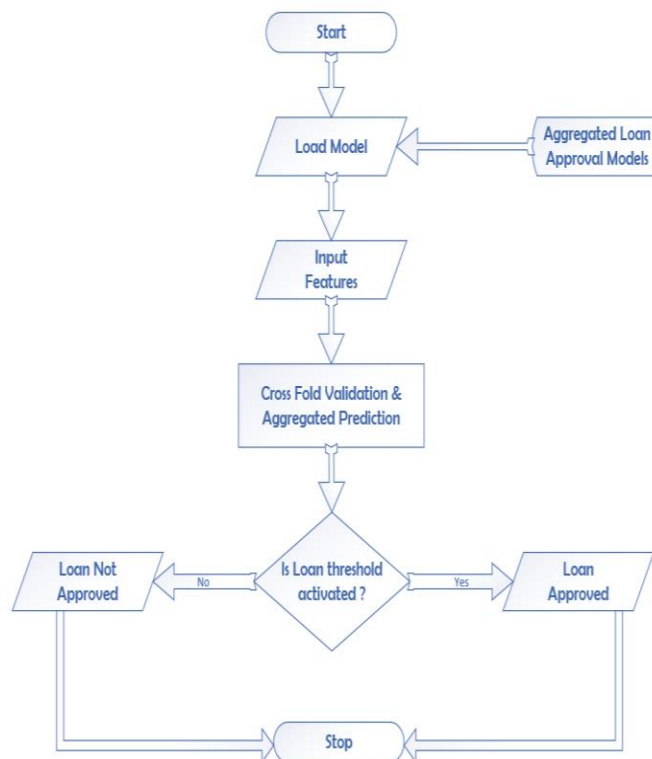 Start
Load Model
Aggregated Loan
Approval Models
Input
Features
Cross Fold Validation &
Aggregated Prediction
Is Loan threshold
activated ?
No
Yes
Loan Not
Approved
Loan
Approved
Stop